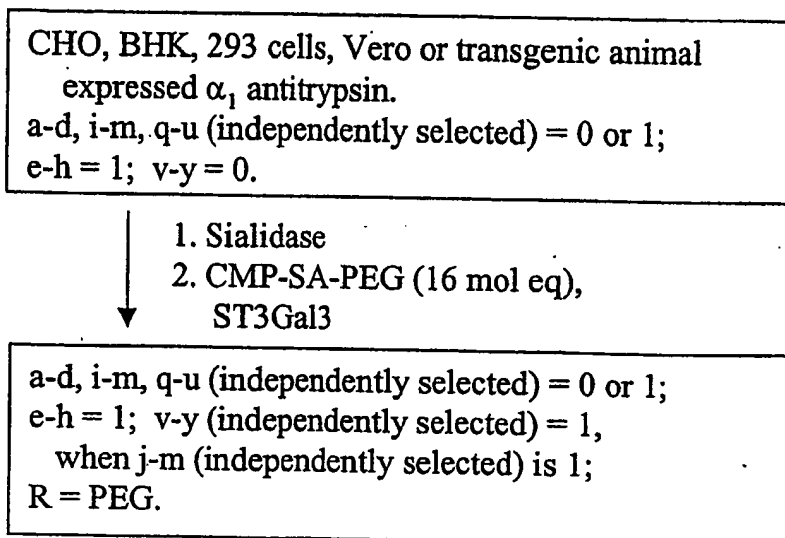 CHO, BHK, 293 cells, Vero or transgenic animal
expressed α₁ antitrypsin.
a-d, i-m, q-u (independently selected) = 0 or 1;
e-h = 1; v-y = 0.
1. Sialidase
2. CMP-SA-PEG (16 mol eq),
ST3Gal3
a-d, i-m, q-u (independently selected) = 0 or 1;
e-h = 1; v-y (independently selected) = 1,
when j-m (independently selected) is 1;
R = PEG.